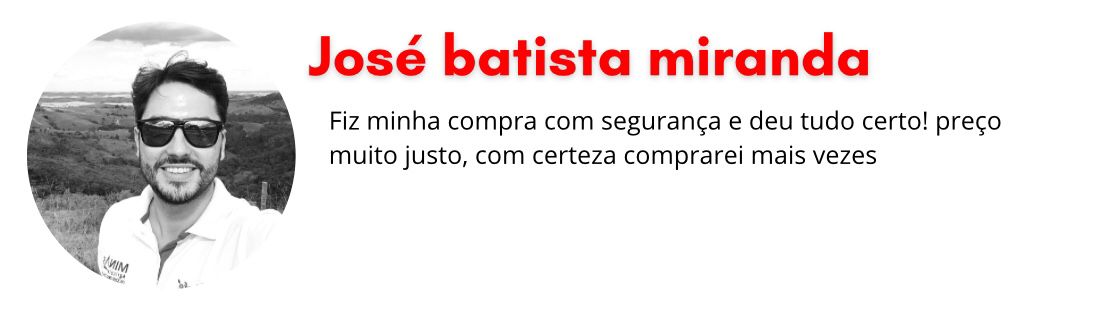 José batista miranda
Fiz minha compra com segurança e deu tudo certo! preço
muito justo, com certeza comprarei mais vezes